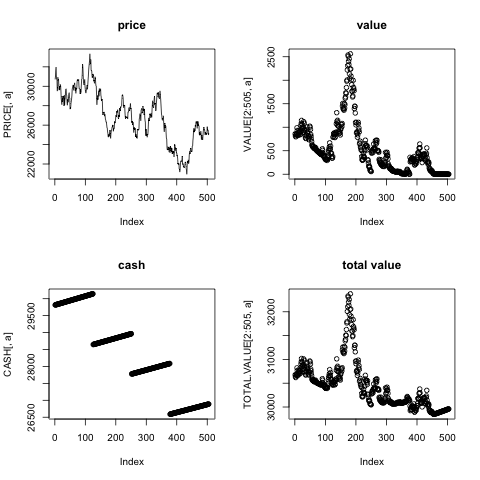 price
PRICE[, a]
30000
26000
22000
0 100 200 300 400 500
Index
value
VALUE[2:505, a]
2500
1500
500
0
0 100 200 300 400 500
Index
cash
CASH[, a]
29500
28000
26500
0 100 200 300 400 500
Index
total value
TOTAL.VALUE[2:505, a]
32000
31000
30000
0 100 200 300 400 500
Index